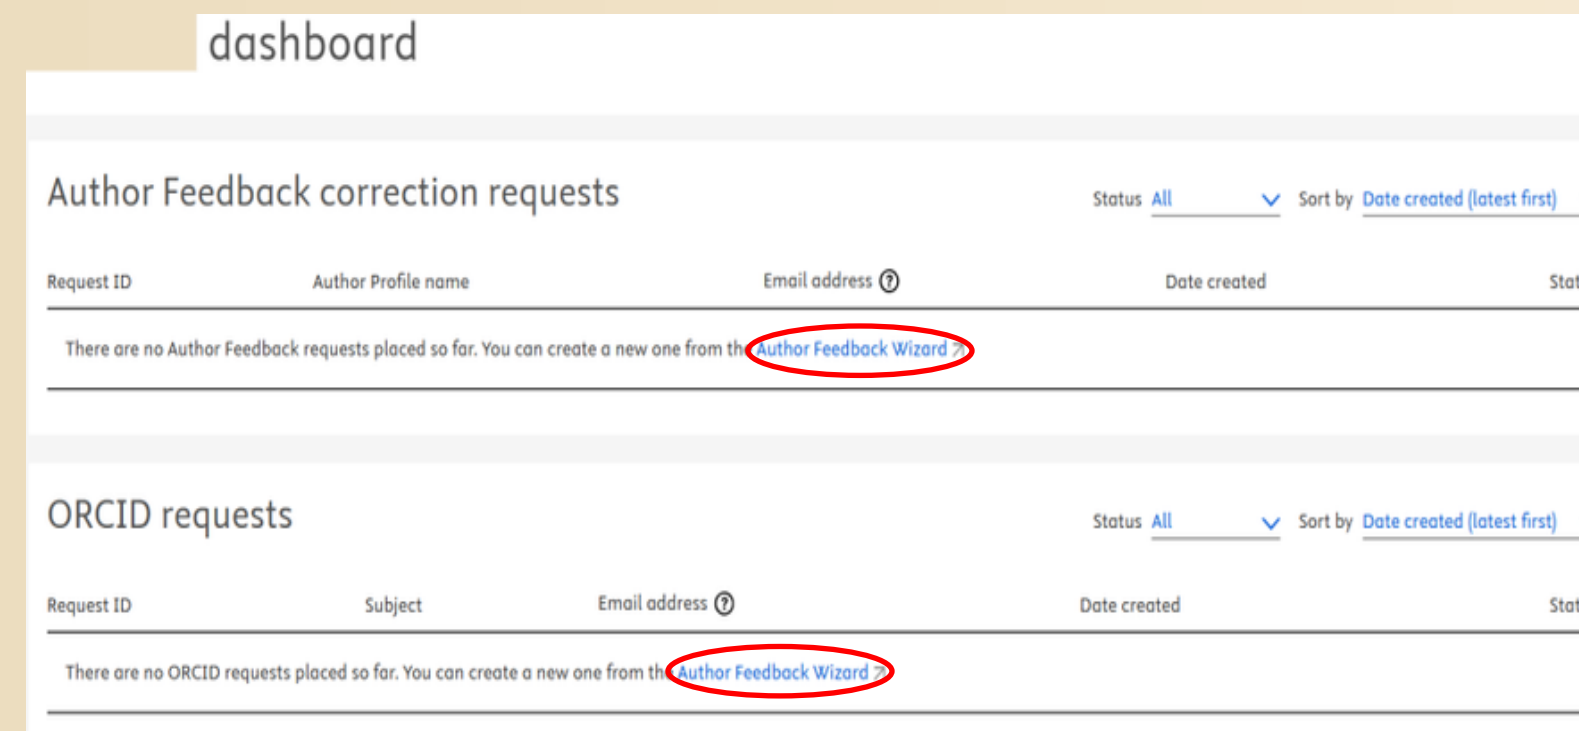 dashboard
Author Feedback correction requests
Status All Sort by Date created (latest first)
Request ID Author Profile name Email address Date created
There are no Author Feedback requests placed so far. You can create a new one from the Author Feedback Wizard
ORCID requests
Status All Sort by Date created (latest first)
Request ID Subject Email address Date created
There are no ORCID requests placed so far. You can create a new one from the Author Feedback Wizard